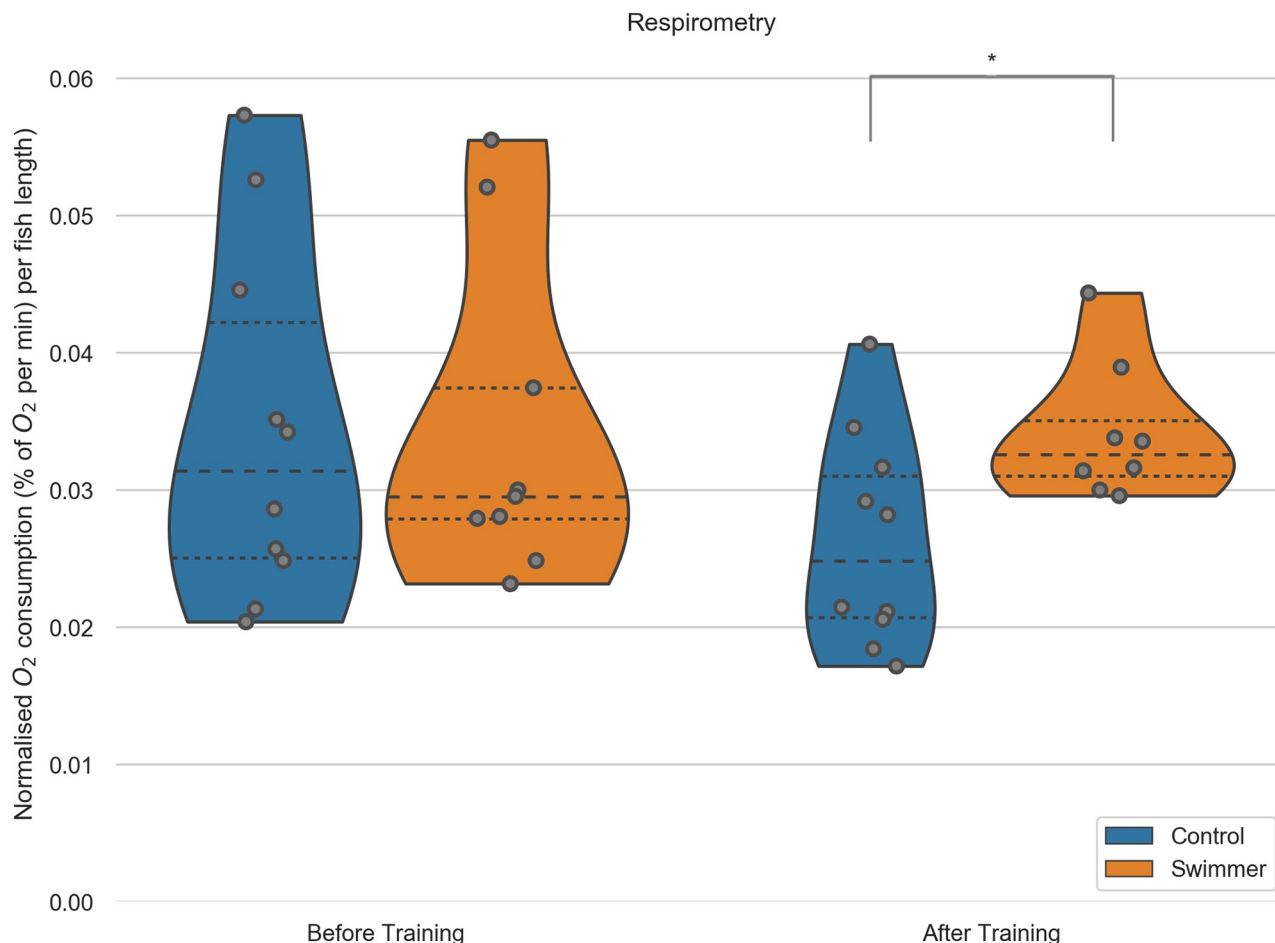 Respirometry
*
Normalised O₂ consumption (% of O₂ per min) per fish length
0.06
0.05
0.04
0.03
0.02
0.01
0.00
Control
Swimmer
Before Training
After Training